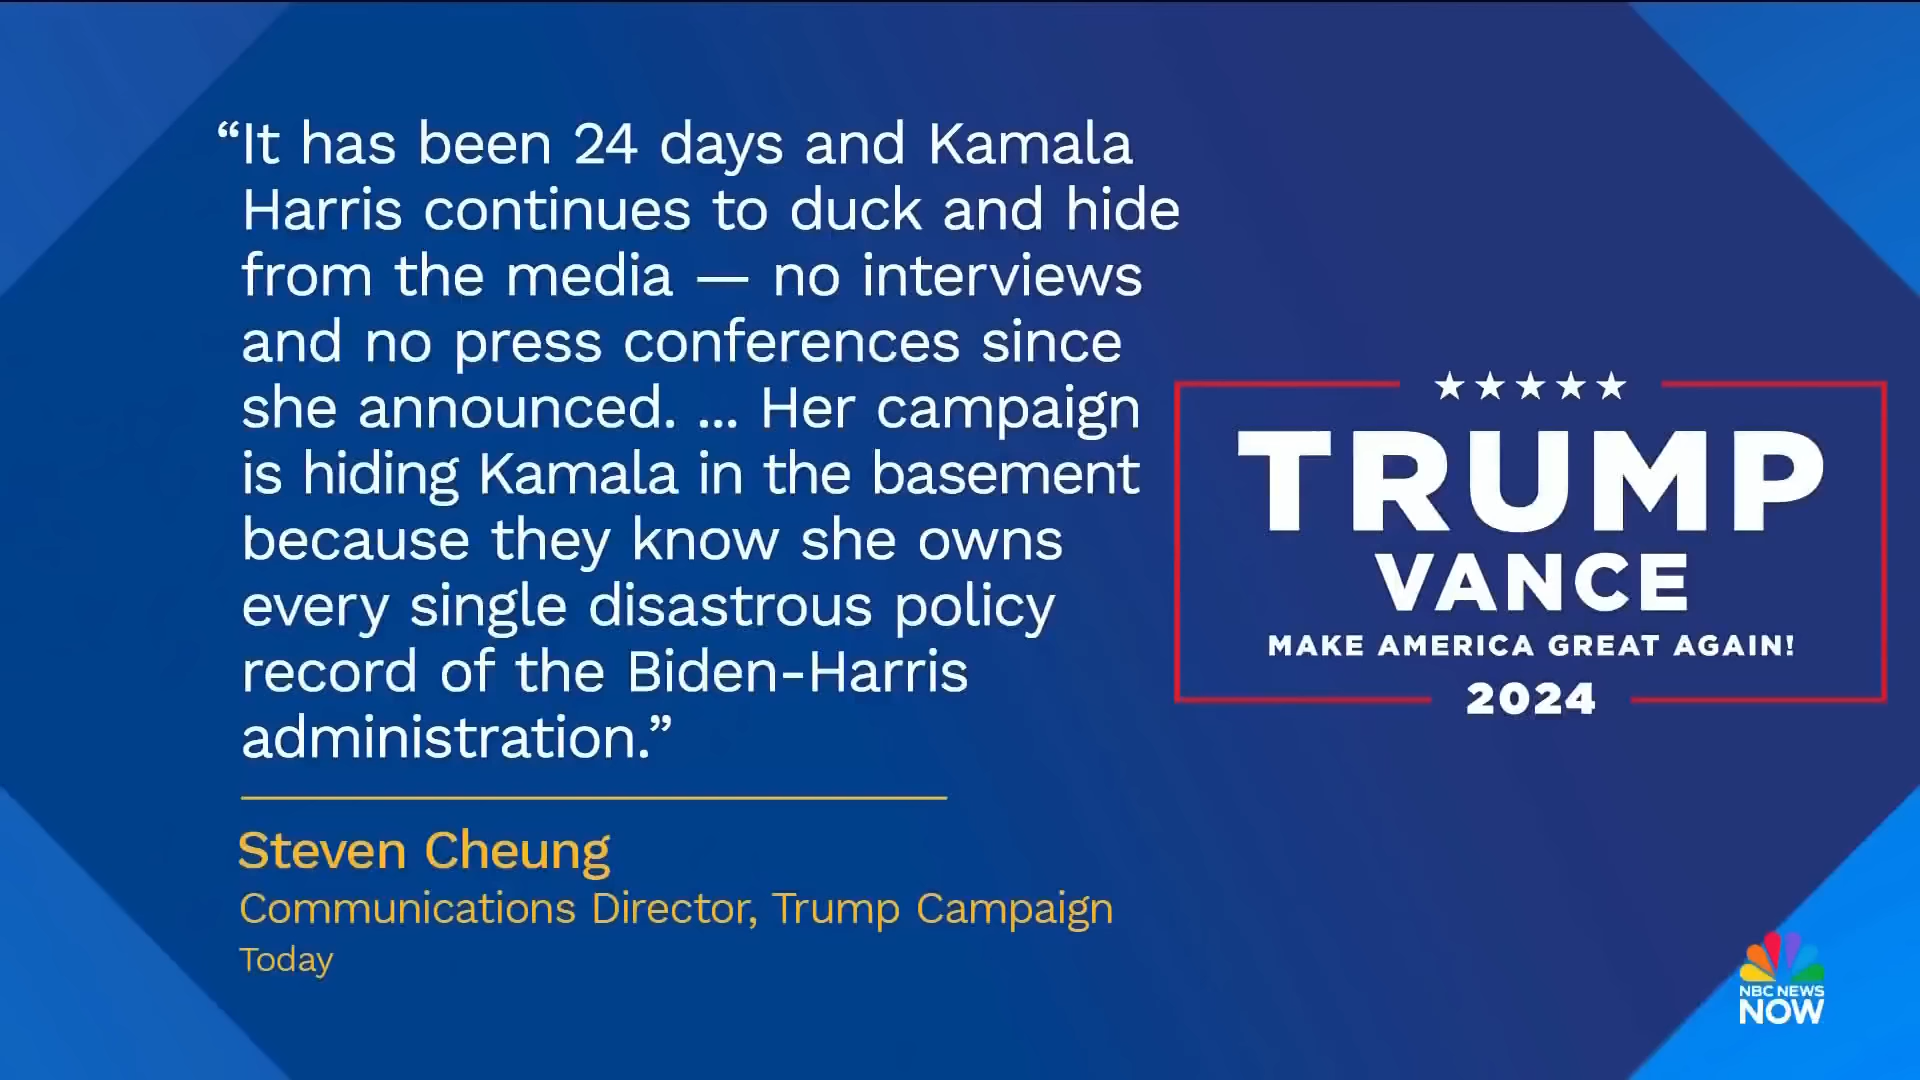 “It has been 24 days and Kamala
Harris continues to duck and hide
from the media — no interviews
and no press conferences since
she announced. ... Her campaign
is hiding Kamala in the basement
because they know she owns
every single disastrous policy
record of the Biden-Harris
administration.”
Steven Cheung
Communications Director, Trump Campaign
Today
TRUMP
VANCE
MAKE AMERICA GREAT AGAIN!
2024
NBC NEWS
NOW